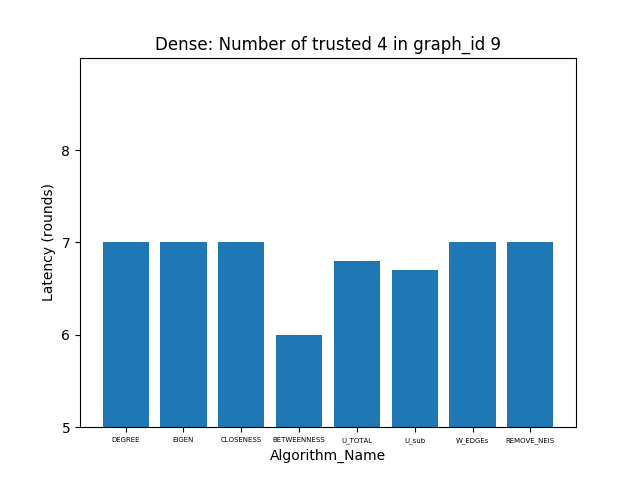 Dense: Number of trusted 4 in graph_id 9
Latency (rounds)
8
7
6
5
DEGREE EIGEN CLOSENESS BETWEENNESS U_TOTAL U_sub W_EDGEs REMOVE_NEIS
Algorithm_Name